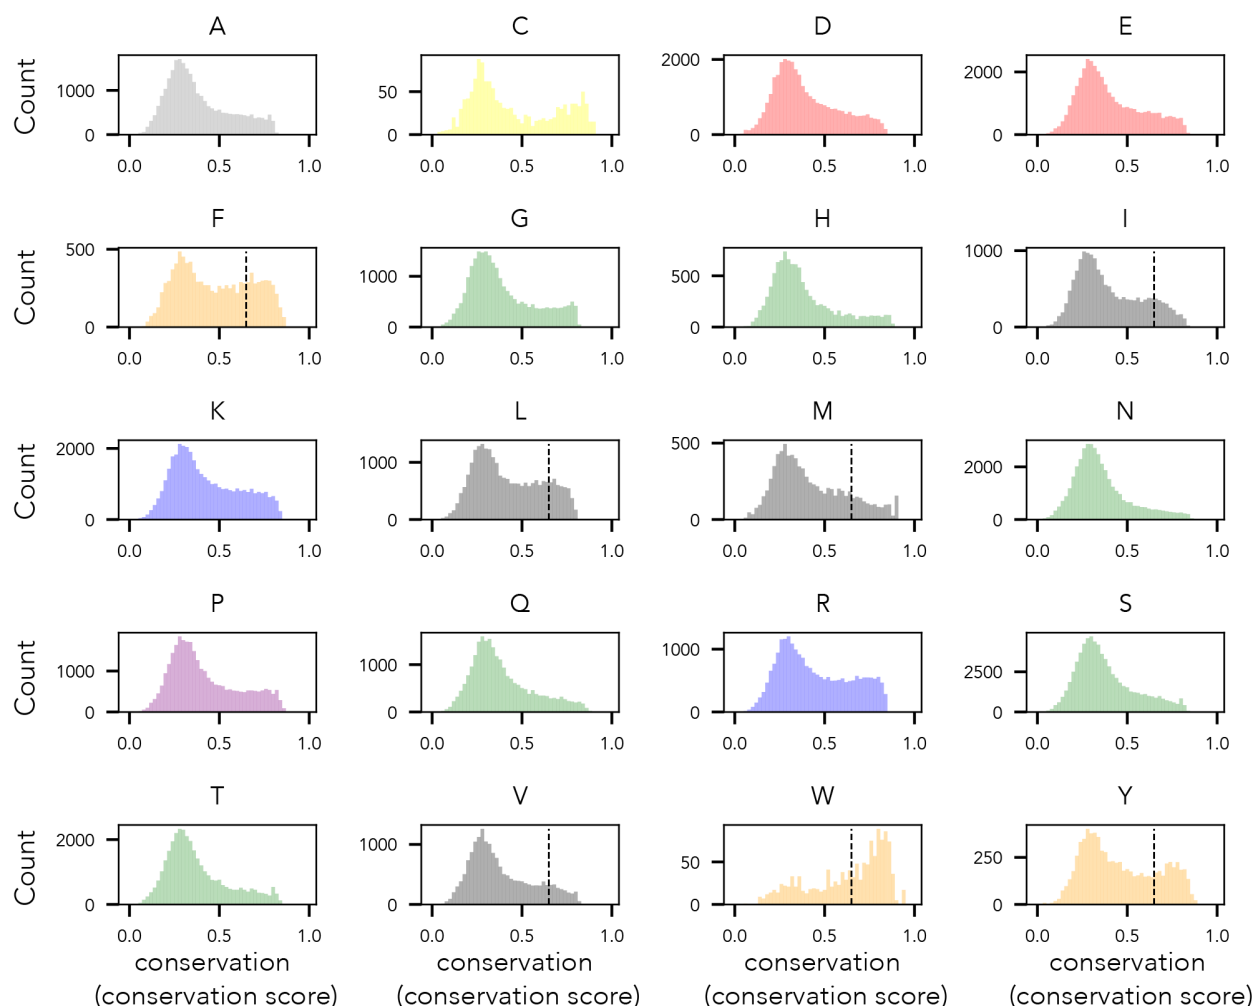 A C D E
Count 1000 0 50 0 2000 0 2000 0
0.0 0.5 1.0 0.0 0.5 1.0 0.0 0.5 1.0 0.0 0.5 1.0
F G H I
Count 500 0 1000 0 500 0 1000 0
0.0 0.5 1.0 0.0 0.5 1.0 0.0 0.5 1.0 0.0 0.5 1.0
K L M N
Count 2000 0 1000 0 500 0 2000 0
0.0 0.5 1.0 0.0 0.5 1.0 0.0 0.5 1.0 0.0 0.5 1.0
P Q R S
Count 1000 0 1000 0 1000 0 2500 0
0.0 0.5 1.0 0.0 0.5 1.0 0.0 0.5 1.0 0.0 0.5 1.0
T V W Y
Count 2000 0 1000 0 50 0 250 0
0.0 0.5 1.0 0.0 0.5 1.0 0.0 0.5 1.0 0.0 0.5 1.0
conservation conservation conservation conservation
(conservation score) (conservation score) (conservation score) (conservation score)